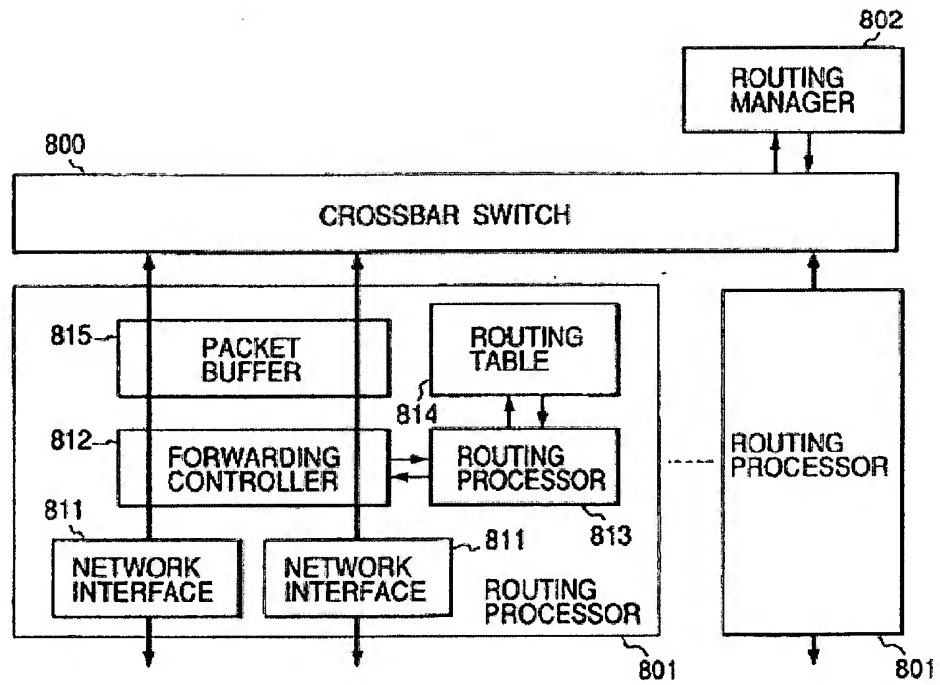 802
ROUTING
MANAGER
800
CROSSBAR SWITCH
815
PACKET
BUFFER
ROUTING
TABLE
814
812
FORWARDING
CONTROLLER
ROUTING
PROCESSOR
813
811
NETWORK
INTERFACE
811
NETWORK
INTERFACE
ROUTING
PROCESSOR
801
ROUTING
PROCESSOR
801